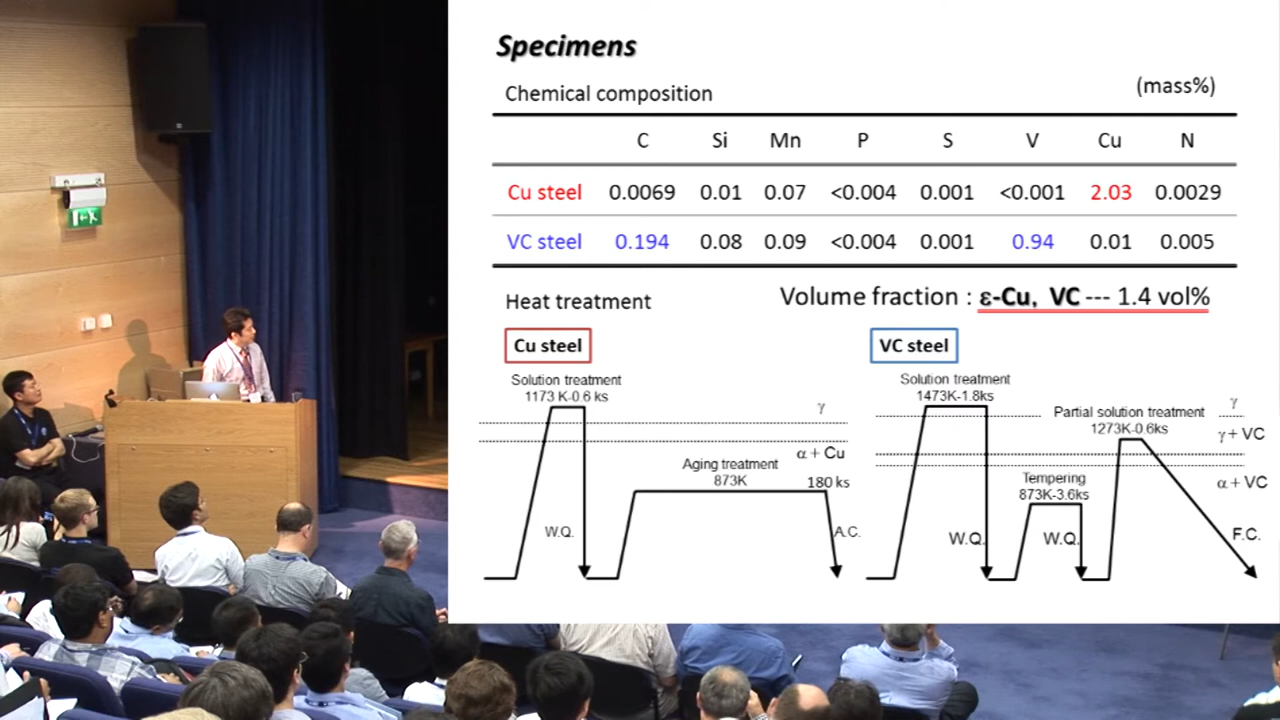 Specimens
Chemical composition
(mass%)
C Si Mn P S V Cu N
Cu steel 0.0069 0.01 0.07 <0.004 0.001 <0.001 2.03 0.0029
VC steel 0.194 0.08 0.09 <0.004 0.001 0.94 0.01 0.005
Heat treatment
Volume fraction : ε-Cu, VC --- 1.4 vol%
Cu steel
Solution treatment
1173 K-0.6 ks
γ
α + Cu
Aging treatment
873K
180 ks
W.Q.
A.C.
VC steel
Solution treatment
1473K-1.8ks
γ
Partial solution treatment
1273K-0.6ks
γ + VC
α + VC
Tempering
873K-3.6ks
W.Q.
W.Q.
F.C.